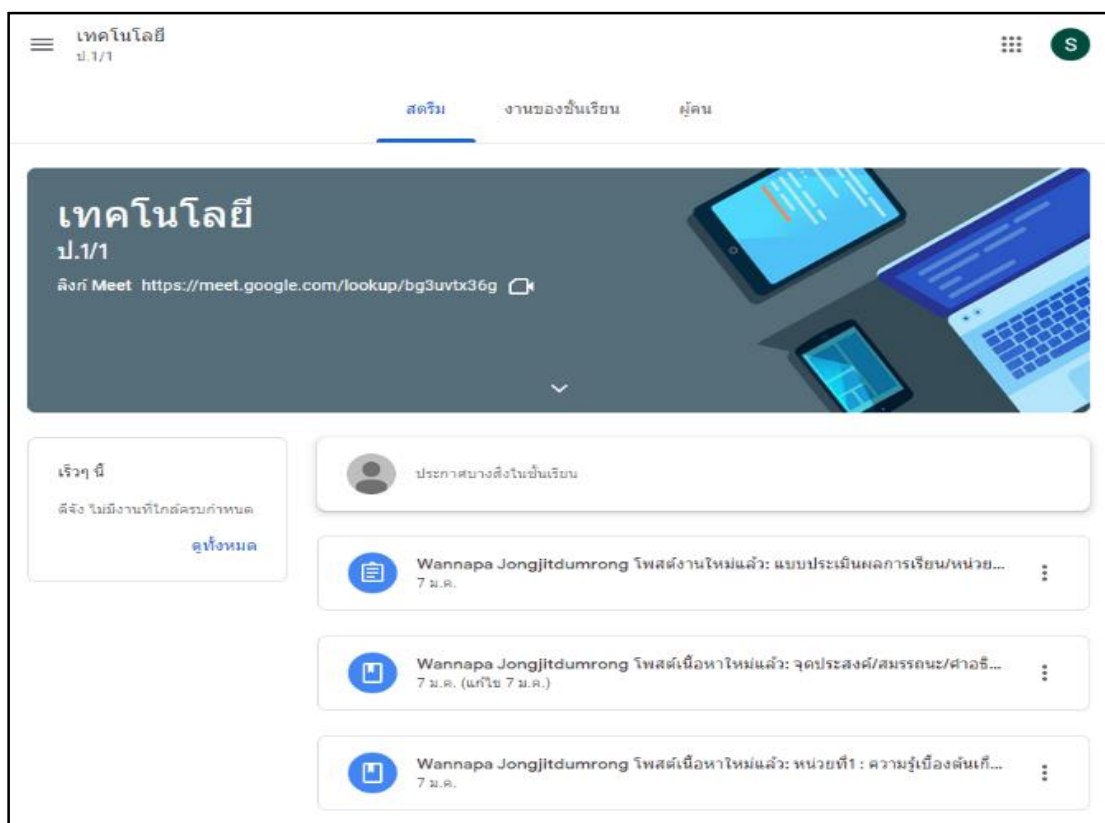 เทคโนโลยี
ป.1/1
S
สตรีม งานของชั้นเรียน ผู้คน
เทคโนโลยี
ป.1/1
ลิงก์ Meet https://meet.google.com/lookup/bg3uvtx36g
เร็วๆ นี้
ดีจัง ไม่มีงานที่ใกล้ครบกำหนด
ดูทั้งหมด
ประกาศบางสิ่งในชั้นเรียน
Wannapa Jongjitdumrong โพสต์งานใหม่แล้ว: แบบประเมินผลการเรียน/หน่วย...
7 ม.ค.
Wannapa Jongjitdumrong โพสต์เนื้อหาใหม่แล้ว: จุดประสงค์/สมรรถนะ/คำอธิ...
7 ม.ค. (แก้ไข 7 ม.ค.)
Wannapa Jongjitdumrong โพสต์เนื้อหาใหม่แล้ว: หน่วยที่1 : ความรู้เบื้องต้นเกี่...
7 ม.ค.